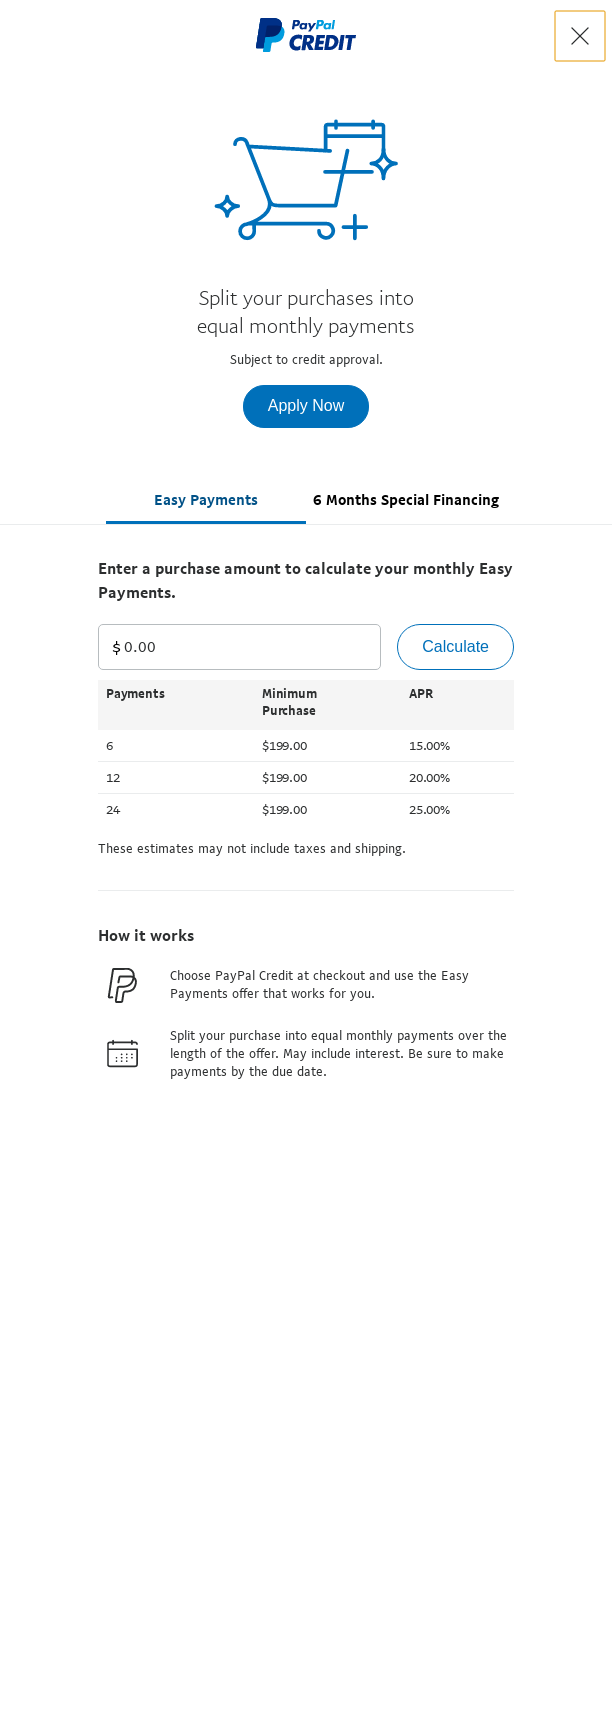 PayPal
CREDIT
Split your purchases into
equal monthly payments
Subject to credit approval.
Apply Now
Easy Payments 6 Months Special Financing
Enter a purchase amount to calculate your monthly Easy
Payments.
$ 0.00 Calculate
Payments Minimum APR
Purchase
6 $199.00 15.00%
12 $199.00 20.00%
24 $199.00 25.00%
These estimates may not include taxes and shipping.
How it works
Choose PayPal Credit at checkout and use the Easy
Payments offer that works for you.
Split your purchase into equal monthly payments over the
length of the offer. May include interest. Be sure to make
payments by the due date.